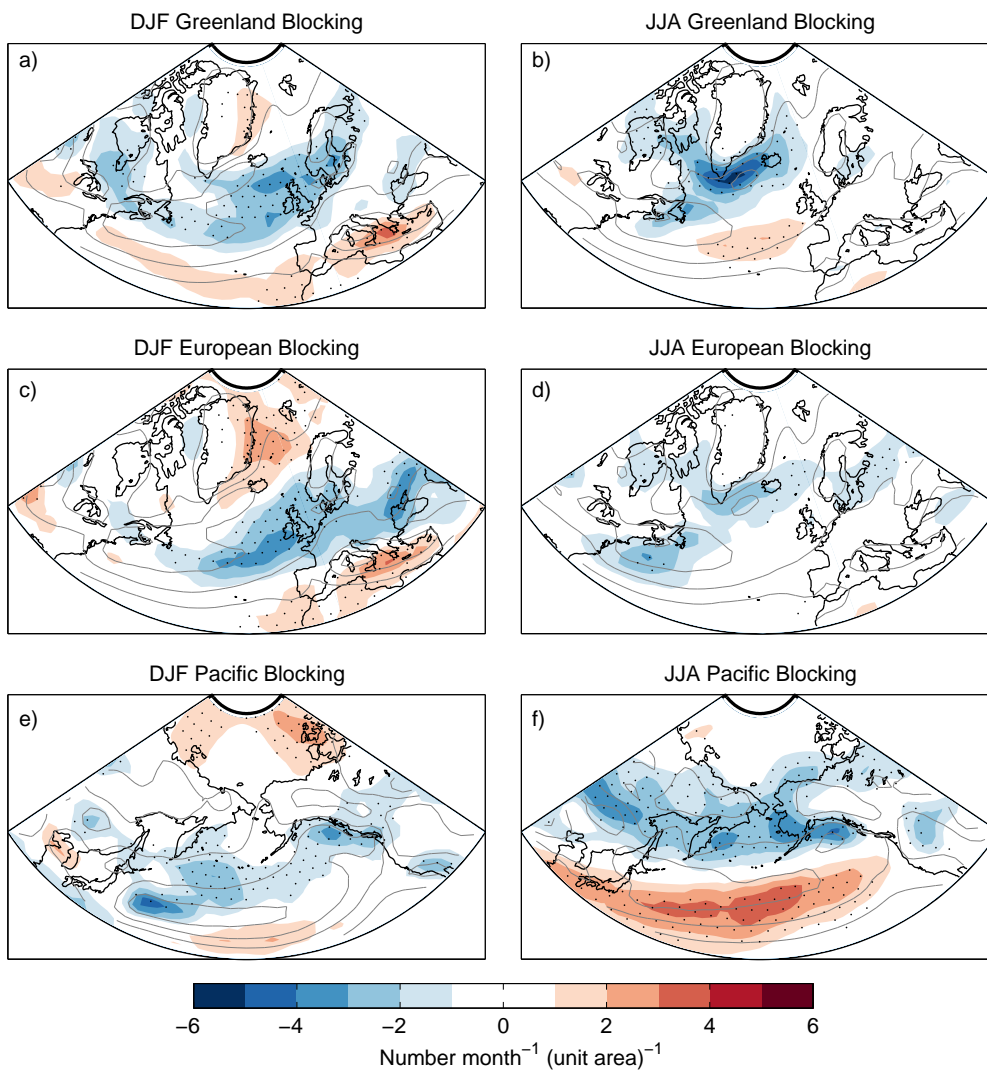 DJF Greenland Blocking
JJA Greenland Blocking
a)
b)
DJF European Blocking
JJA European Blocking
c)
d)
DJF Pacific Blocking
JJA Pacific Blocking
e)
f)
−6 −4 −2 0 2 4 6
Number month⁻¹ (unit area)⁻¹